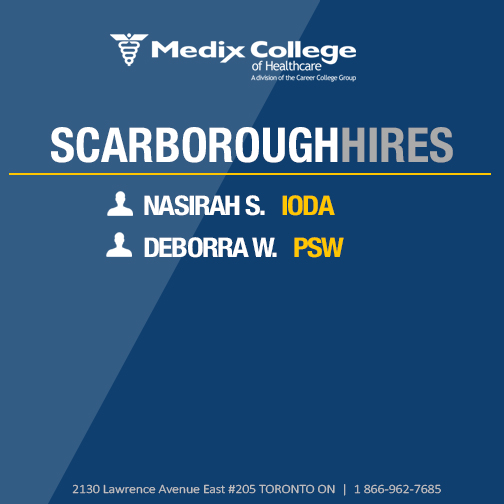 Medix College
of Healthcare
A division of the Career College Group
SCARBOROUGHHIRES
NASIRAH S. IODA
DEBORRA W. PSW
2130 Lawrence Avenue East #205 TORONTO ON | 1 866-962-7685